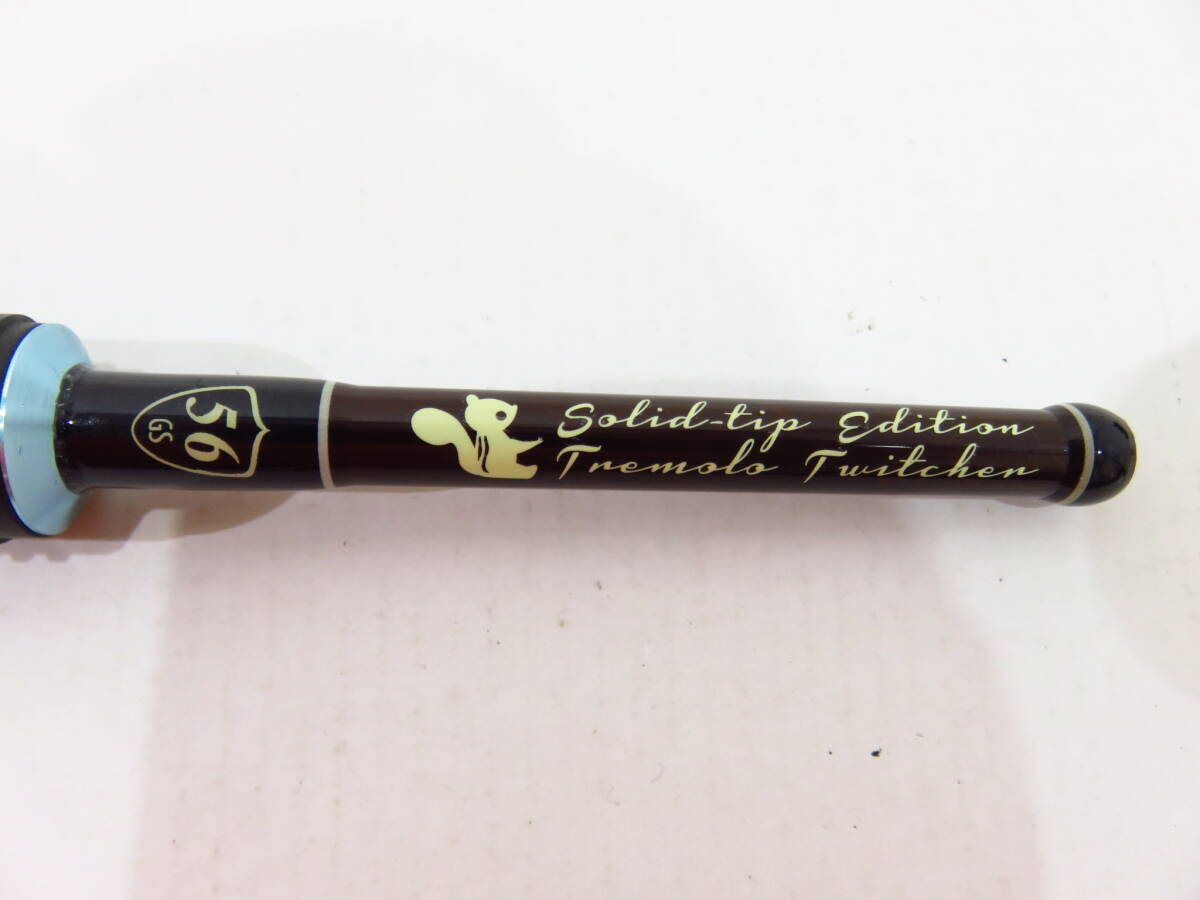 56
GS
Solid-tip Edition
Tremolo Twitcher